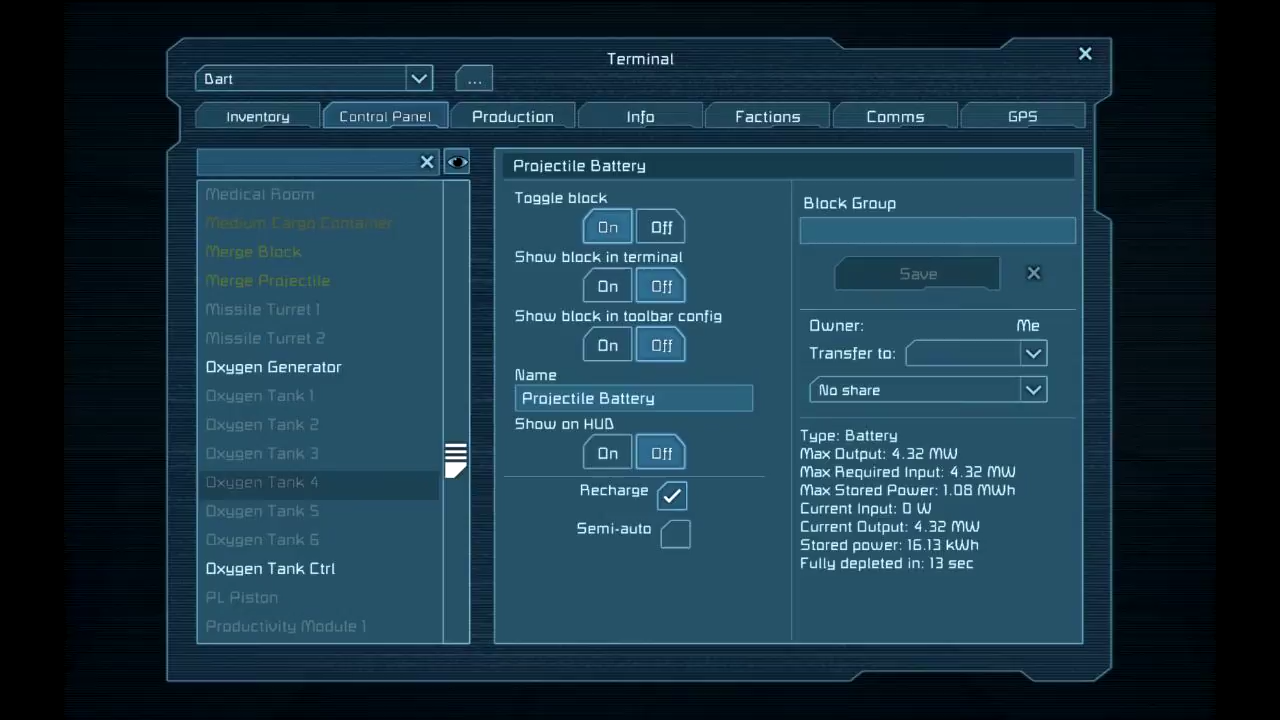 Terminal
Dart
...
Inventory
Control Panel
Production
Info
Factions
Comms
GPS
Medical Room
Medium Cargo Container
Merge Block
Merge Projectile
Missile Turret 1
Missile Turret 2
Oxygen Generator
Oxygen Tank 1
Oxygen Tank 2
Oxygen Tank 3
Oxygen Tank 4
Oxygen Tank 5
Oxygen Tank 6
Oxygen Tank Ctrl
PL Piston
Productivity Module 1
Projectile Battery
Toggle block
On Off
Show block in terminal
On Off
Show block in toolbar config
On Off
Name
Projectile Battery
Show on HUD
On Off
Recharge
Semi-auto
Block Group
Save
Owner: Me
Transfer to:
No share
Type: Battery
Max Output: 4.32 MW
Max Required Input: 4.32 MW
Max Stored Power: 1.08 MWh
Current Input: 0 W
Current Output: 4.32 MW
Stored power: 16.13 kWh
Fully depleted in: 13 sec